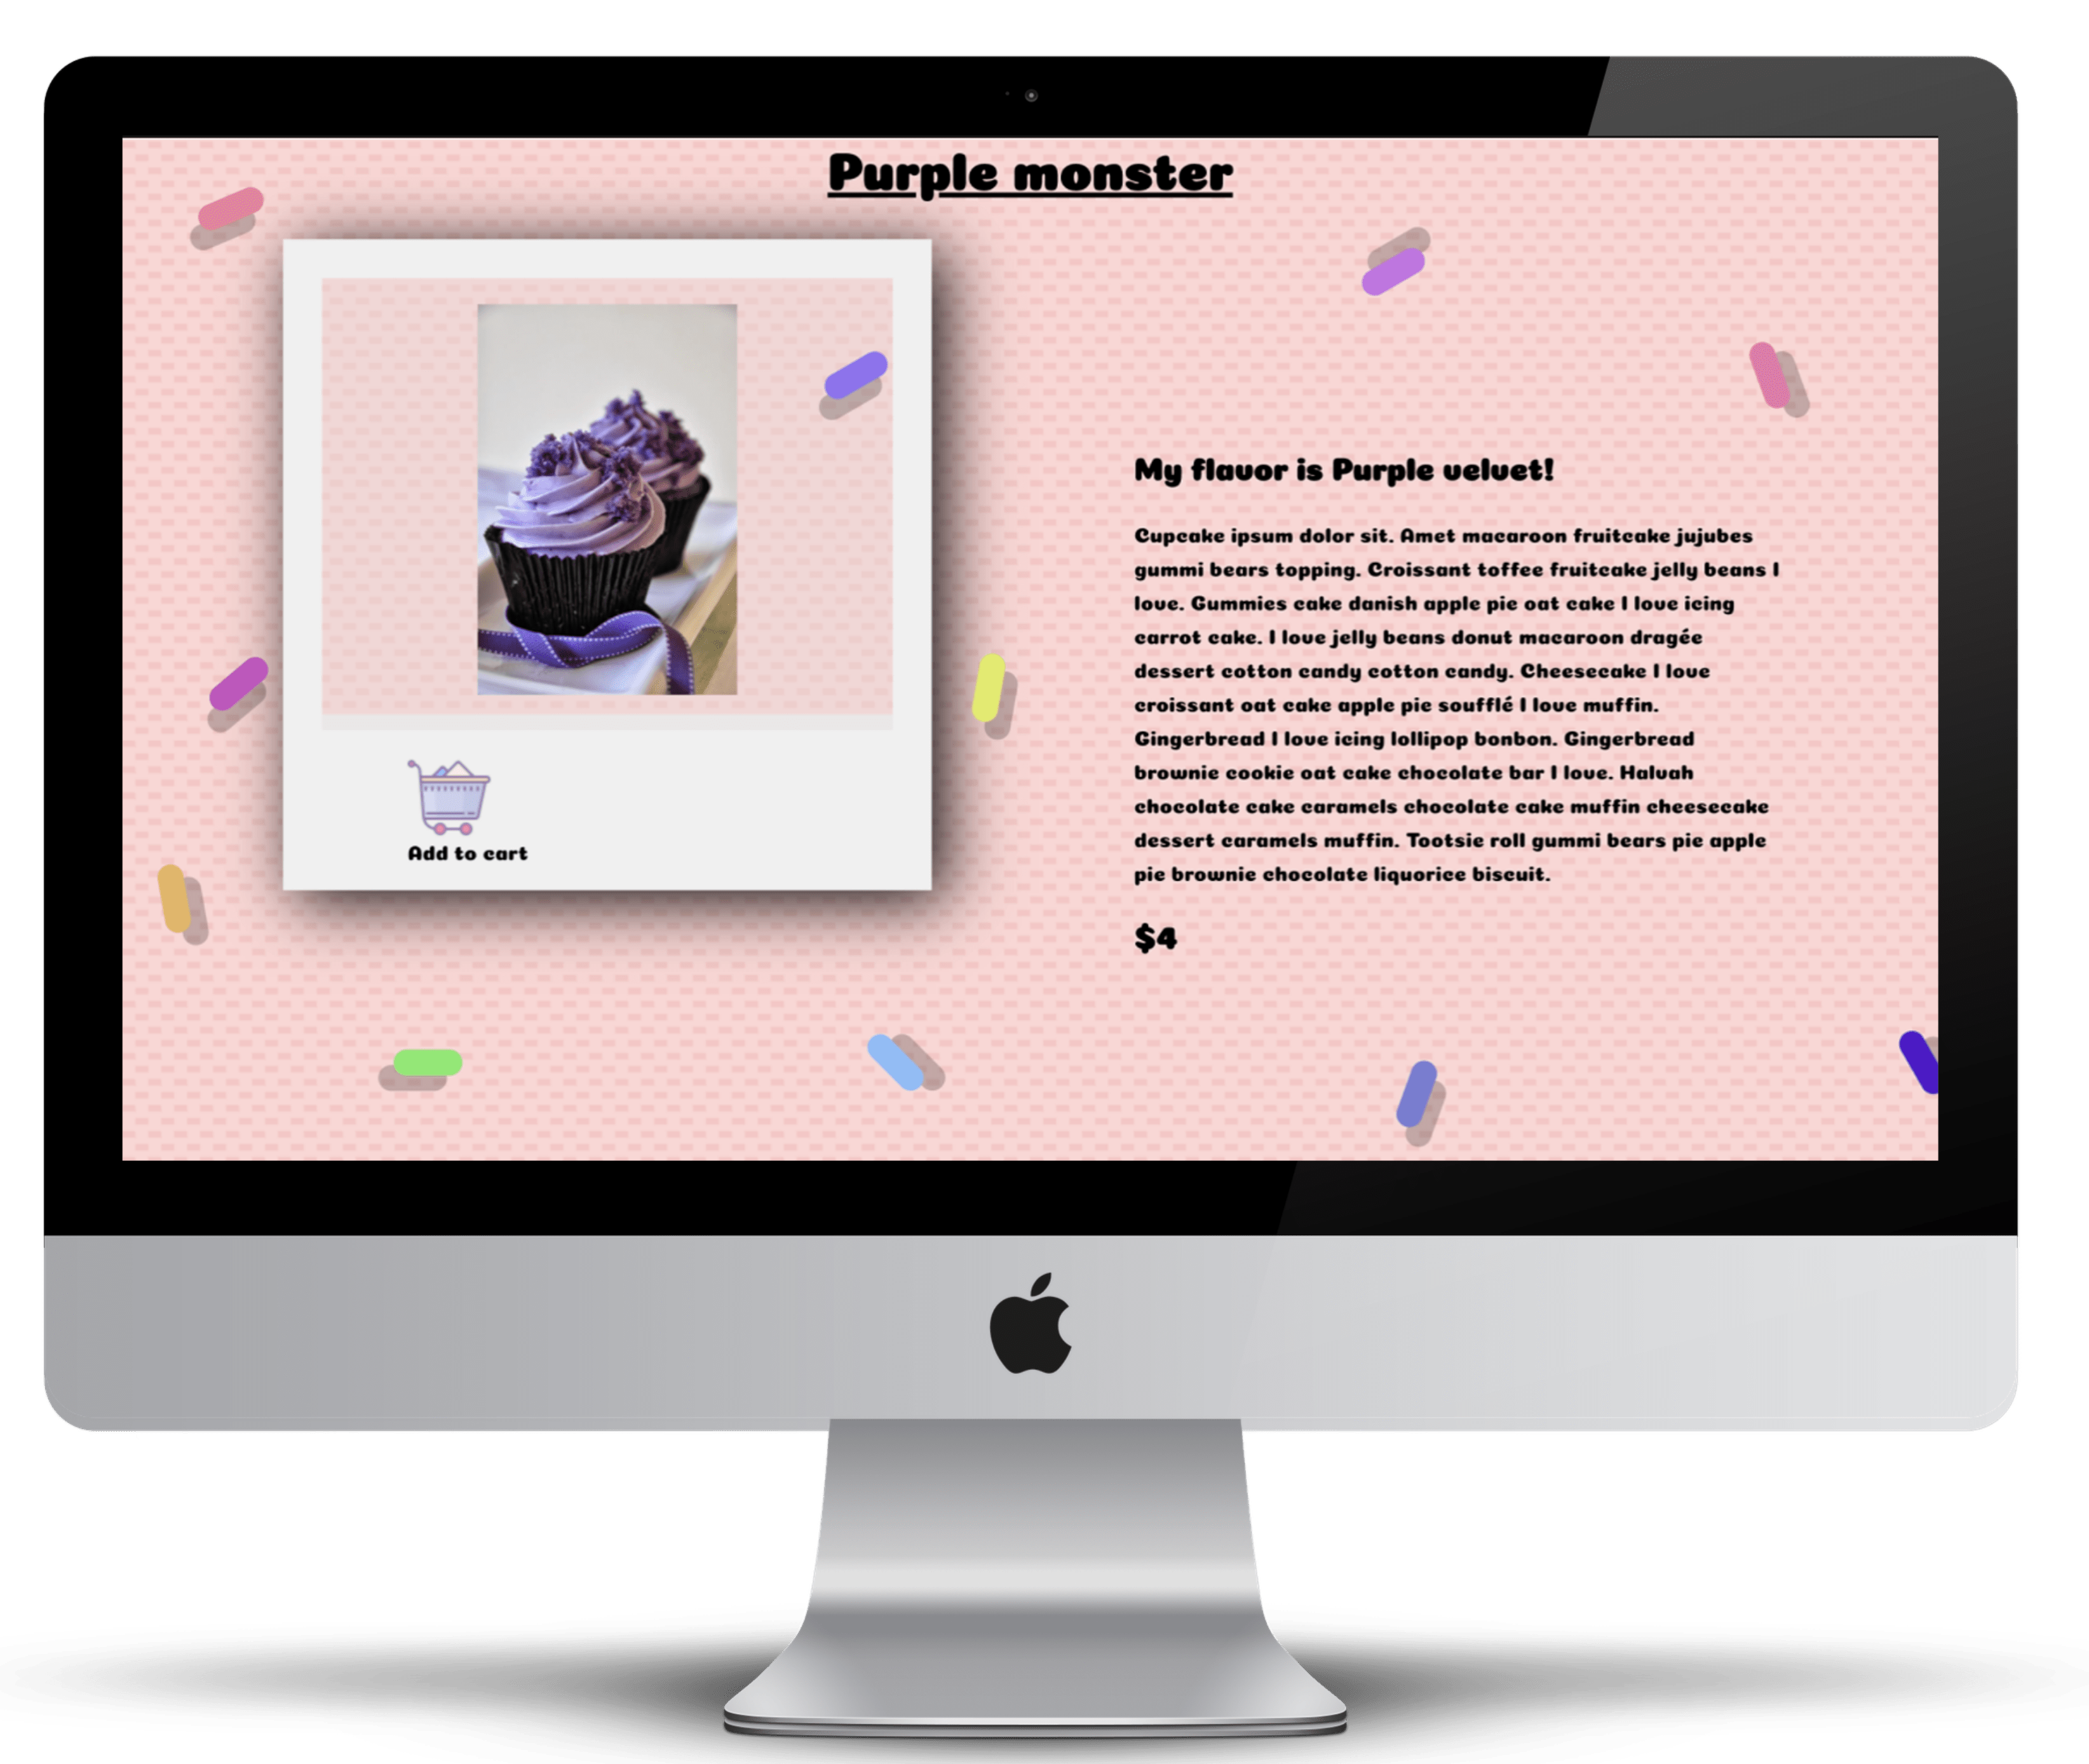 Purple monster
My flavor is Purple velvet!
Cupcake ipsum dolor sit. Amet macaroon fruitcake jujubes
gummi bears topping. Croissant toffee fruitcake jelly beans I
love. Gummies cake danish apple pie oat cake I love icing
carrot cake. I love jelly beans donut macaroon dragée
dessert cotton candy cotton candy. Cheesecake I love
croissant oat cake apple pie soufflé I love muffin.
Gingerbread I love icing lollipop bonbon. Gingerbread
brownie cookie oat cake chocolate bar I love. Halvah
chocolate cake caramels chocolate cake muffin cheesecake
dessert caramels muffin. Tootsie roll gummi bears pie apple
pie brownie chocolate liquorice biscuit.
$4
Add to cart